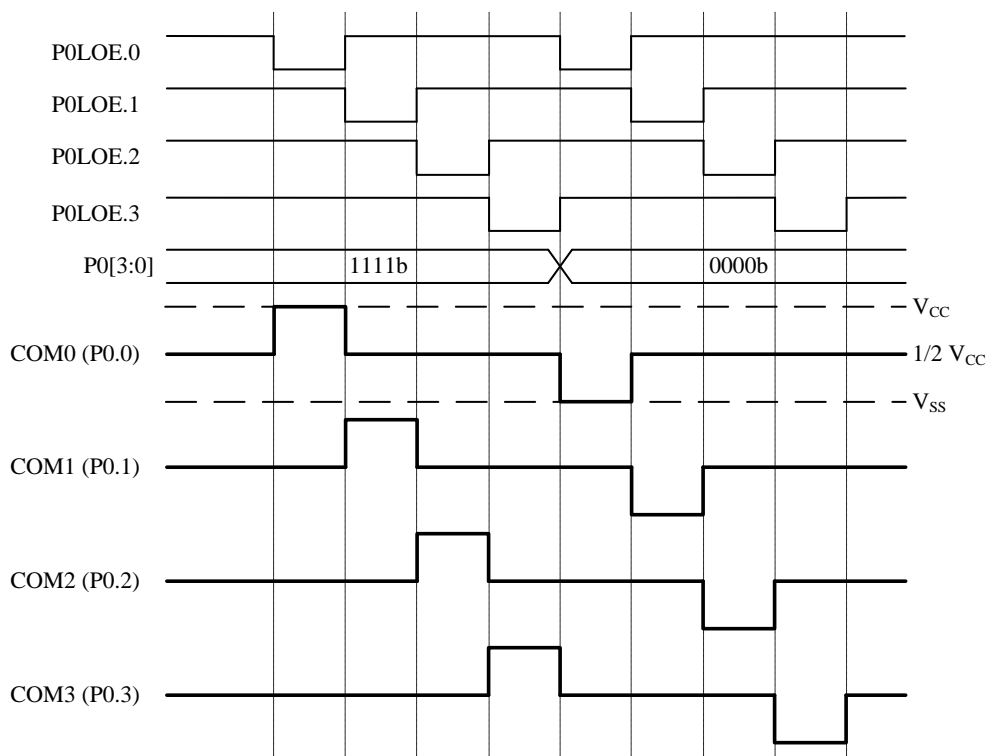 P0LOE.0
P0LOE.1
P0LOE.2
P0LOE.3
P0[3:0]
1111b
0000b
VCC
COM0 (P0.0)
1/2 VCC
VSS
COM1 (P0.1)
COM2 (P0.2)
COM3 (P0.3)